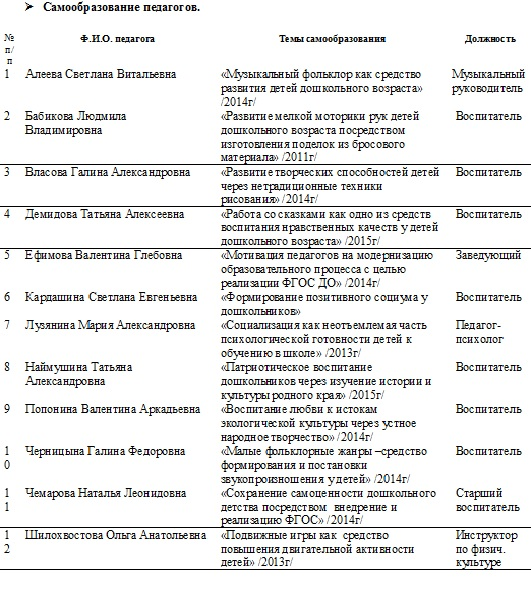 ➤ Самообразование педагогов.
№ п/п Ф.И.О. педагога Темы самообразования Должность
1 Алеева Светлана Витальевна «Музыкальный фольклор как средство Музыкальный
развития детей дошкольного возраста» руководитель
/2014г/
2 Бабикова Людмила «Развитие мелкой моторики рук детей Воспитатель
Владимировна дошкольного возраста посредством
изготовления поделок из бросового
материала» /2011г/
3 Власова Галина Александровна «Развитие творческих способностей детей Воспитатель
через нетрадиционные техники
рисования» /2014г/
4 Демидова Татьяна Алексеевна «Работа со сказками как одно из средств Воспитатель
воспитания нравственных качеств у детей
дошкольного возраста» /2015г/
5 Ефимова Валентина Глебовна «Мотивация педагогов на модернизацию Заведующий
образовательного процесса с целью
реализации ФГОС ДО» /2014г/
6 Кардашина Светлана Евгеньевна «Формирование позитивного социума у Воспитатель
дошкольников»
7 Лузянина Мария Александровна «Социализация как неотъемлемая часть Педагог-
психологической готовности детей к психолог
обучению в школе» /2013г/
8 Наймушина Татьяна «Патриотическое воспитание Воспитатель
Александровна дошкольников через изучение истории и
культуры родного края» /2015г/
9 Попонина Валентина Аркадьевна «Воспитание любви к истокам Воспитатель
экологической культуры через устное
народное творчество» /2014г/
10 Черницына Галина Федоровна «Малые фольклорные жанры –средство Воспитатель
формирования и постановки
звукопроизношения у детей» /2014г/
11 Чемарова Наталья Леонидовна «Сохранение самоценности дошкольного Старший
детства посредством внедрение и воспитатель
реализацию ФГОС» /2014г/
12 Шилохвостова Ольга Анатольевна «Подвижные игры как средство Инструктор
повышения двигательной активности по физич.
детей» /2013г/ культуре